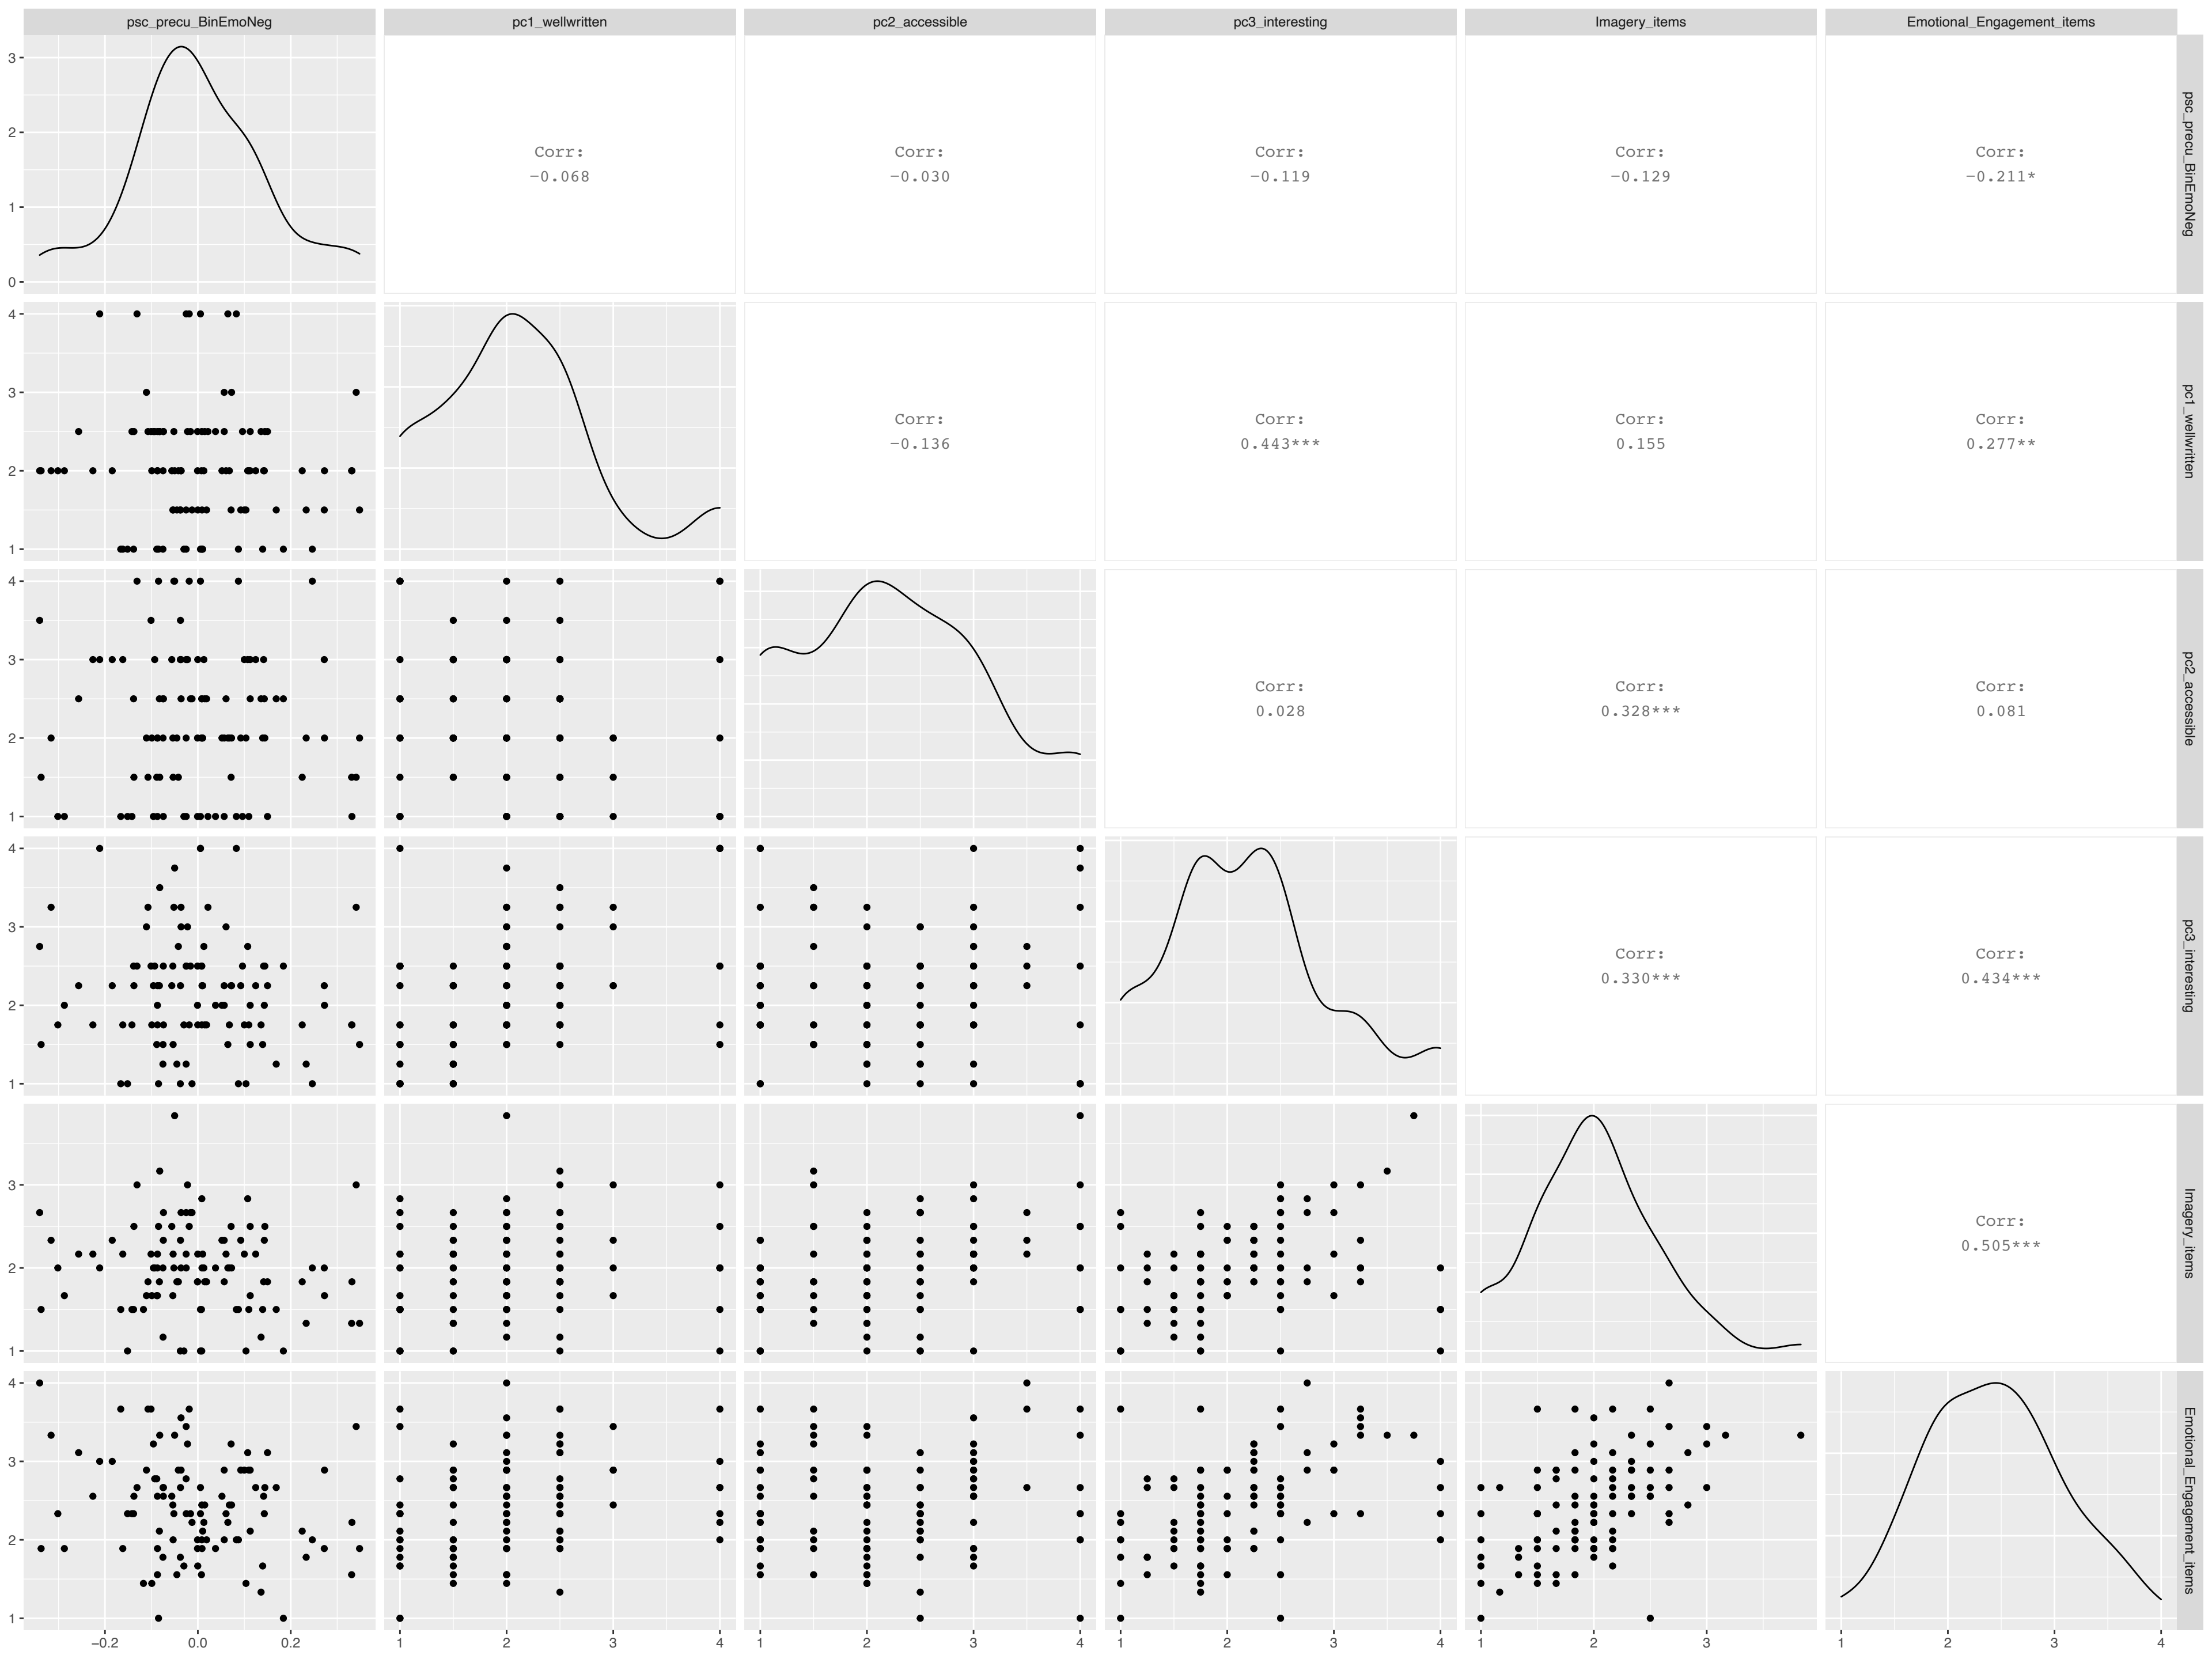 psc_precu_BinEmoNeg pc1_wellwritten pc2_accessible pc3_interesting Imagery_items Emotional_Engagement_items
3
2
1
0
Corr:
−0.068
Corr:
−0.030
Corr:
−0.119
Corr:
−0.129
Corr:
−0.211*
psc_precu_BinEmoNeg
4
3
2
1
Corr:
−0.136
Corr:
0.443***
Corr:
0.155
Corr:
0.277**
pc1_wellwritten
4
3
2
1
Corr:
0.028
Corr:
0.328***
Corr:
0.081
pc2_accessible
4
3
2
1
Corr:
0.330***
Corr:
0.434***
pc3_interesting
3
2
1
Corr:
0.505***
Imagery_items
4
3
2
1
Emotional_Engagement_items
−0.2 0.0 0.2 1 2 3 4 1 2 3 4 1 2 3 4 1 2 3 1 2 3 4